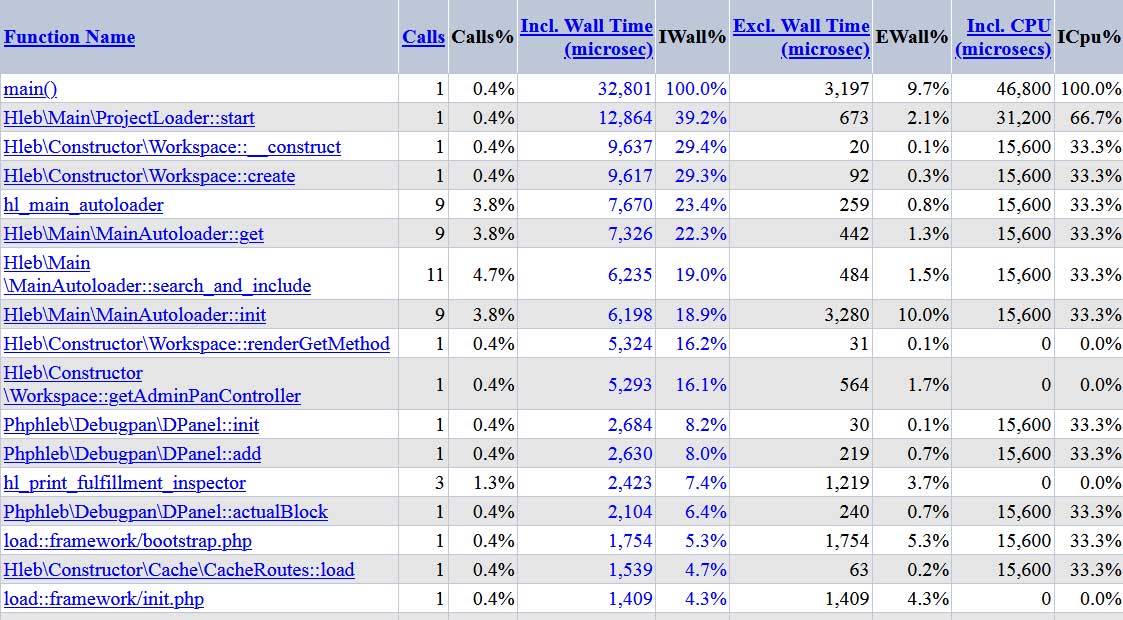 Function Name Calls Calls% Incl. Wall Time (microsec) IWall% Excl. Wall Time (microsec) EWall% Incl. CPU (microsecs) ICpu%
main() 1 0.4% 32,801 100.0% 3,197 9.7% 46,800 100.0%
Hleb\Main\ProjectLoader::start 1 0.4% 12,864 39.2% 673 2.1% 31,200 66.7%
Hleb\Constructor\Workspace::__construct 1 0.4% 9,637 29.4% 20 0.1% 15,600 33.3%
Hleb\Constructor\Workspace::create 1 0.4% 9,617 29.3% 92 0.3% 15,600 33.3%
hl_main_autoloader 9 3.8% 7,670 23.4% 259 0.8% 15,600 33.3%
Hleb\Main\MainAutoloader::get 9 3.8% 7,326 22.3% 442 1.3% 15,600 33.3%
Hleb\Main
\MainAutoloader::search_and_include 11 4.7% 6,235 19.0% 484 1.5% 15,600 33.3%
Hleb\Main\MainAutoloader::init 9 3.8% 6,198 18.9% 3,280 10.0% 15,600 33.3%
Hleb\Constructor\Workspace::renderGetMethod 1 0.4% 5,324 16.2% 31 0.1% 0 0.0%
Hleb\Constructor
\Workspace::getAdminPanController 1 0.4% 5,293 16.1% 564 1.7% 0 0.0%
Phphleb\Debugpan\DPanel::init 1 0.4% 2,684 8.2% 30 0.1% 15,600 33.3%
Phphleb\Debugpan\DPanel::add 1 0.4% 2,630 8.0% 219 0.7% 15,600 33.3%
hl_print_fulfillment_inspector 3 1.3% 2,423 7.4% 1,219 3.7% 0 0.0%
Phphleb\Debugpan\DPanel::actualBlock 1 0.4% 2,104 6.4% 240 0.7% 15,600 33.3%
load::framework/bootstrap.php 1 0.4% 1,754 5.3% 1,754 5.3% 15,600 33.3%
Hleb\Constructor\Cache\CacheRoutes::load 1 0.4% 1,539 4.7% 63 0.2% 15,600 33.3%
load::framework/init.php 1 0.4% 1,409 4.3% 1,409 4.3% 0 0.0%